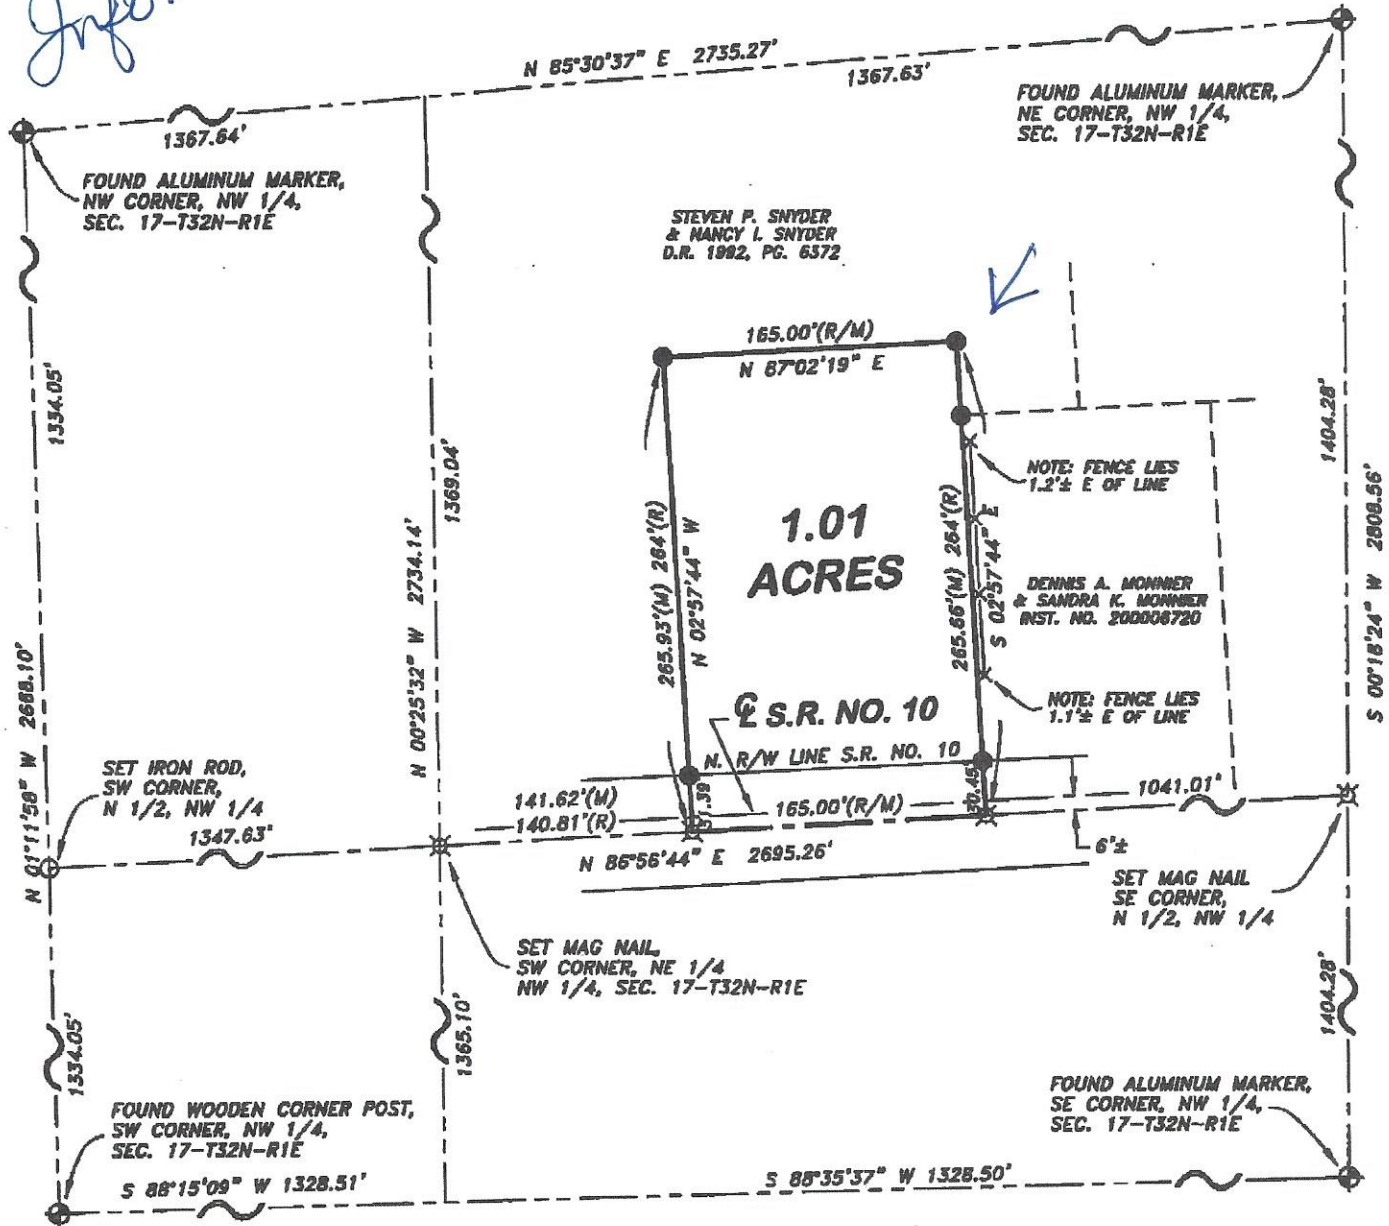 Info.
N 85°30'37" E 2735.27'
1367.63'
1367.64'
FOUND ALUMINUM MARKER,
NE CORNER, NW 1/4,
SEC. 17-T32N-R1E
FOUND ALUMINUM MARKER,
NW CORNER, NW 1/4,
SEC. 17-T32N-R1E
STEVEN P. SNYDER
& NANCY I. SNYDER
D.R. 1992, PG. 6372
165.00'(R/M)
N 87°02'19" E
1334.05'
1369.04'
1404.28'
NOTE: FENCE LIES
1.2'± E OF LINE
1.01
ACRES
265.93'(M) 264'(R)
N 02°57'44" W
265.66'(M) 264'(R)
S 02°57'44" E
DENNIS A. MONNIER
& SANDRA K. MONNIER
INST. NO. 200006720
N 00°25'32" W 2734.14'
S 00°18'24" W 2808.56'
N 01°11'58" W 2668.10'
NOTE: FENCE LIES
1.1'± E OF LINE
℄ S.R. NO. 10
N. R/W LINE S.R. NO. 10
SET IRON ROD,
SW CORNER,
N 1/2, NW 1/4
1347.63'
141.62'(M)
140.81'(R)
31.39'
165.00'(R/M)
30.45'
1041.01'
N 86°56'44" E 2695.26'
6'±
SET MAG NAIL
SE CORNER,
N 1/2, NW 1/4
SET MAG NAIL,
SW CORNER, NE 1/4
NW 1/4, SEC. 17-T32N-R1E
1334.05'
1365.10'
1404.28'
FOUND WOODEN CORNER POST,
SW CORNER, NW 1/4,
SEC. 17-T32N-R1E
FOUND ALUMINUM MARKER,
SE CORNER, NW 1/4,
SEC. 17-T32N-R1E
S 88°15'09" W 1328.51'
S 88°35'37" W 1328.50'